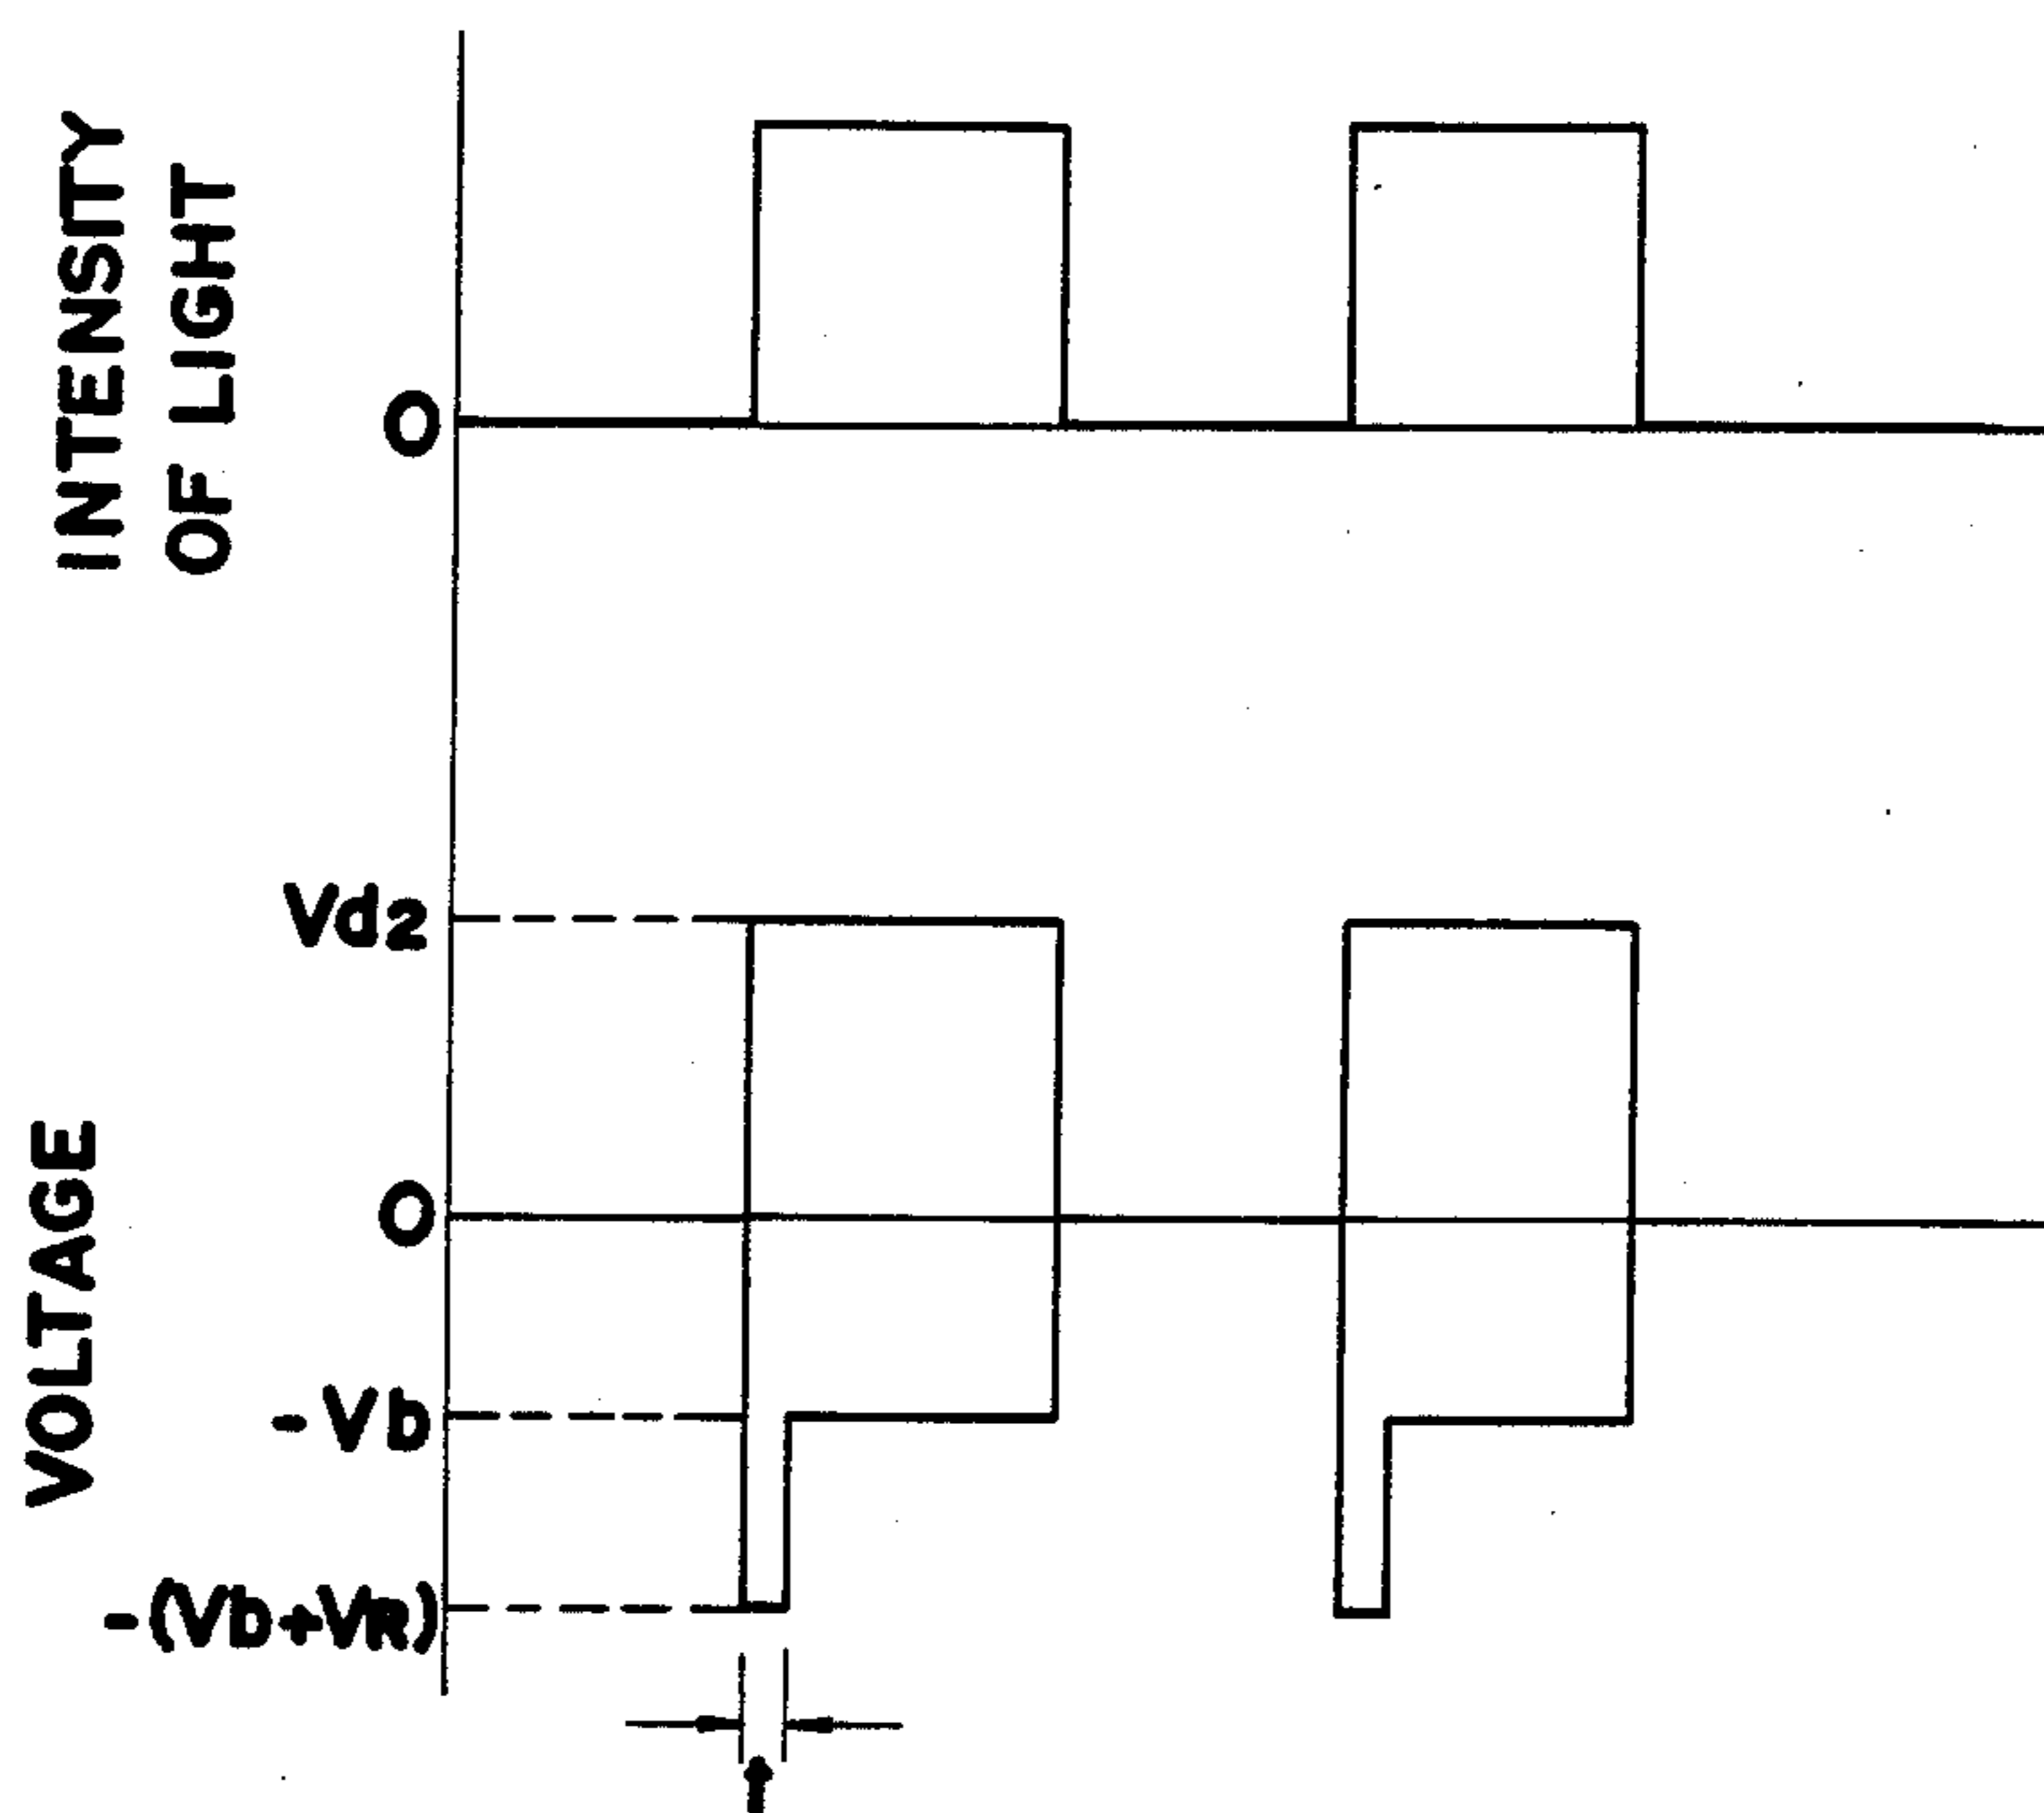 INTENSITY
OF LIGHT
O
Vd2
VOLTAGE
O
-Vb
-(Vb+VR)